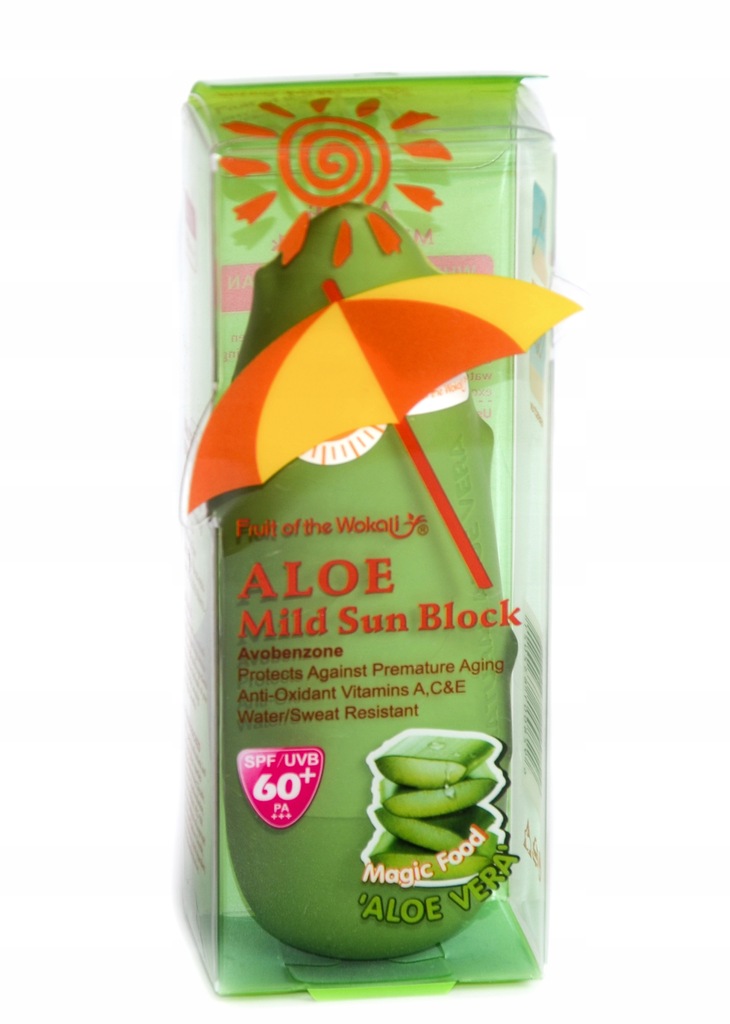 Fruit of the Wokali®
ALOE
Mild Sun Block
Avobenzone
Protects Against Premature Aging
Anti-Oxidant Vitamins A,C&E
Water/Sweat Resistant
SPF/UVB
60+
PA
+++
Magic Food
'ALOE VERA'